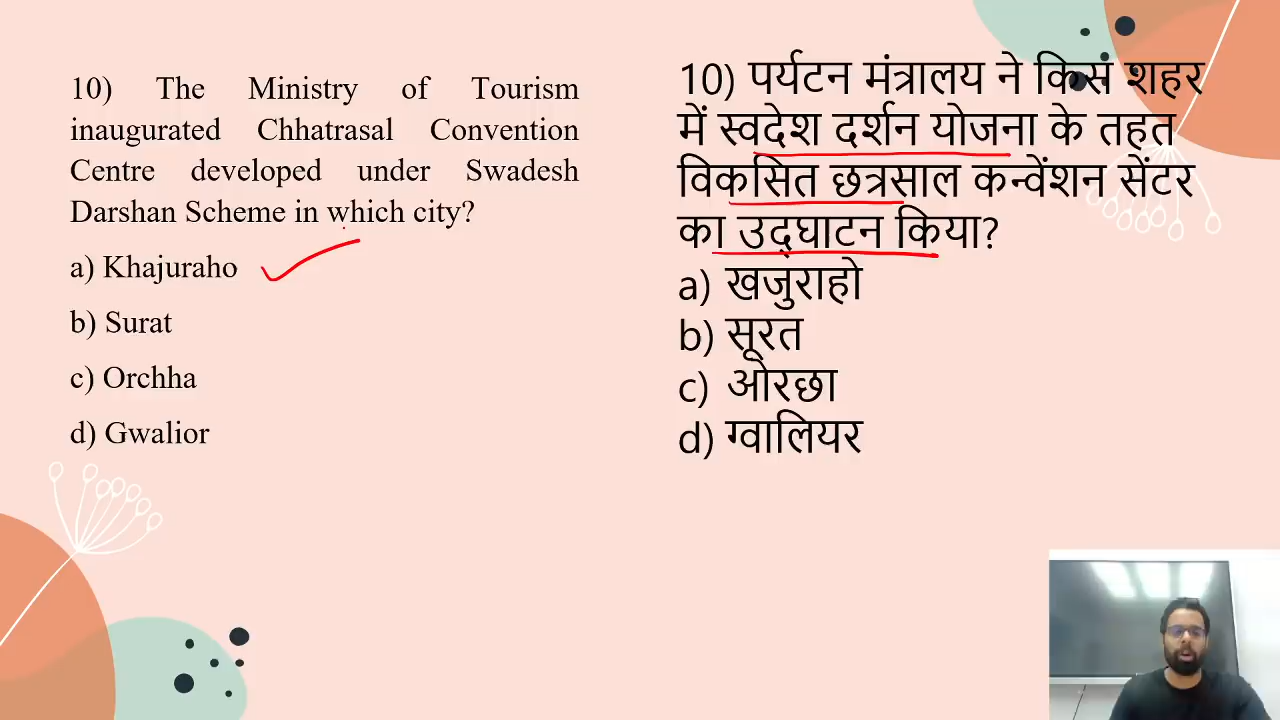 10) The Ministry of Tourism
inaugurated Chhatrasal Convention
Centre developed under Swadesh
Darshan Scheme in which city?
a) Khajuraho
b) Surat
c) Orchha
d) Gwalior
10) पर्यटन मंत्रालय ने किस शहर
में स्वदेश दर्शन योजना के तहत
विकसित छत्रसाल कन्वेंशन सेंटर
का उद्घाटन किया?
a) खजुराहो
b) सूरत
c) ओरछा
d) ग्वालियर